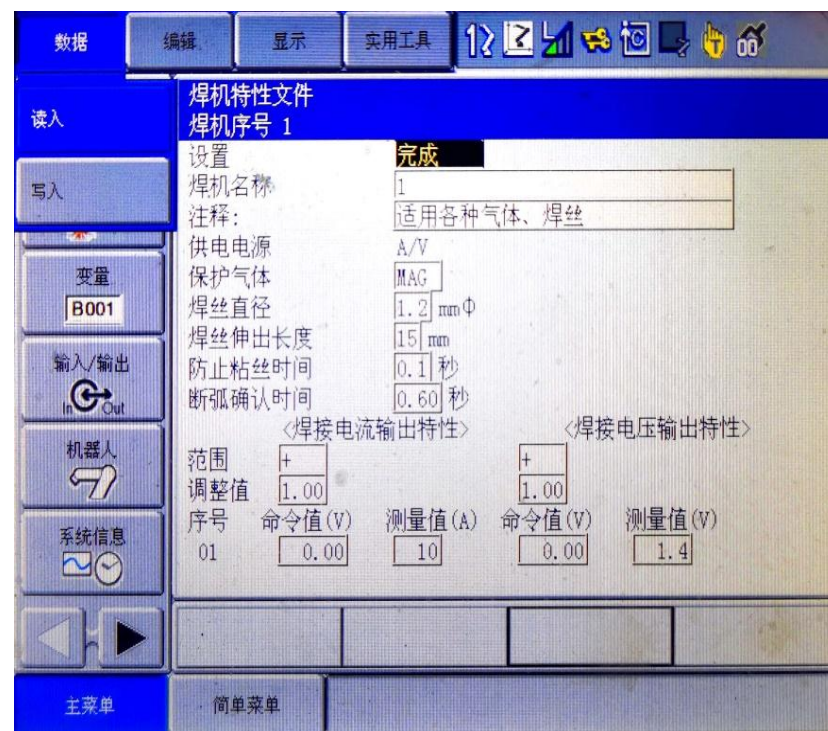 数据 编辑 显示 实用工具
读入
写入
焊机特性文件
焊机序号 1
设置 完成
焊机名称 1
注释: 适用各种气体、焊丝
供电电源 A/V
保护气体 MAG
焊丝直径 1.2 mmΦ
焊丝伸出长度 15 mm
防止粘丝时间 0.1 秒
断弧确认时间 0.60 秒
<焊接电流输出特性> <焊接电压输出特性>
范围 + +
调整值 1.00 1.00
序号 命令值(V) 测量值(A) 命令值(V) 测量值(V)
01 0.00 10 0.00 1.4
变量
B001
输入/输出
In Out
机器人
系统信息
主菜单 简单菜单